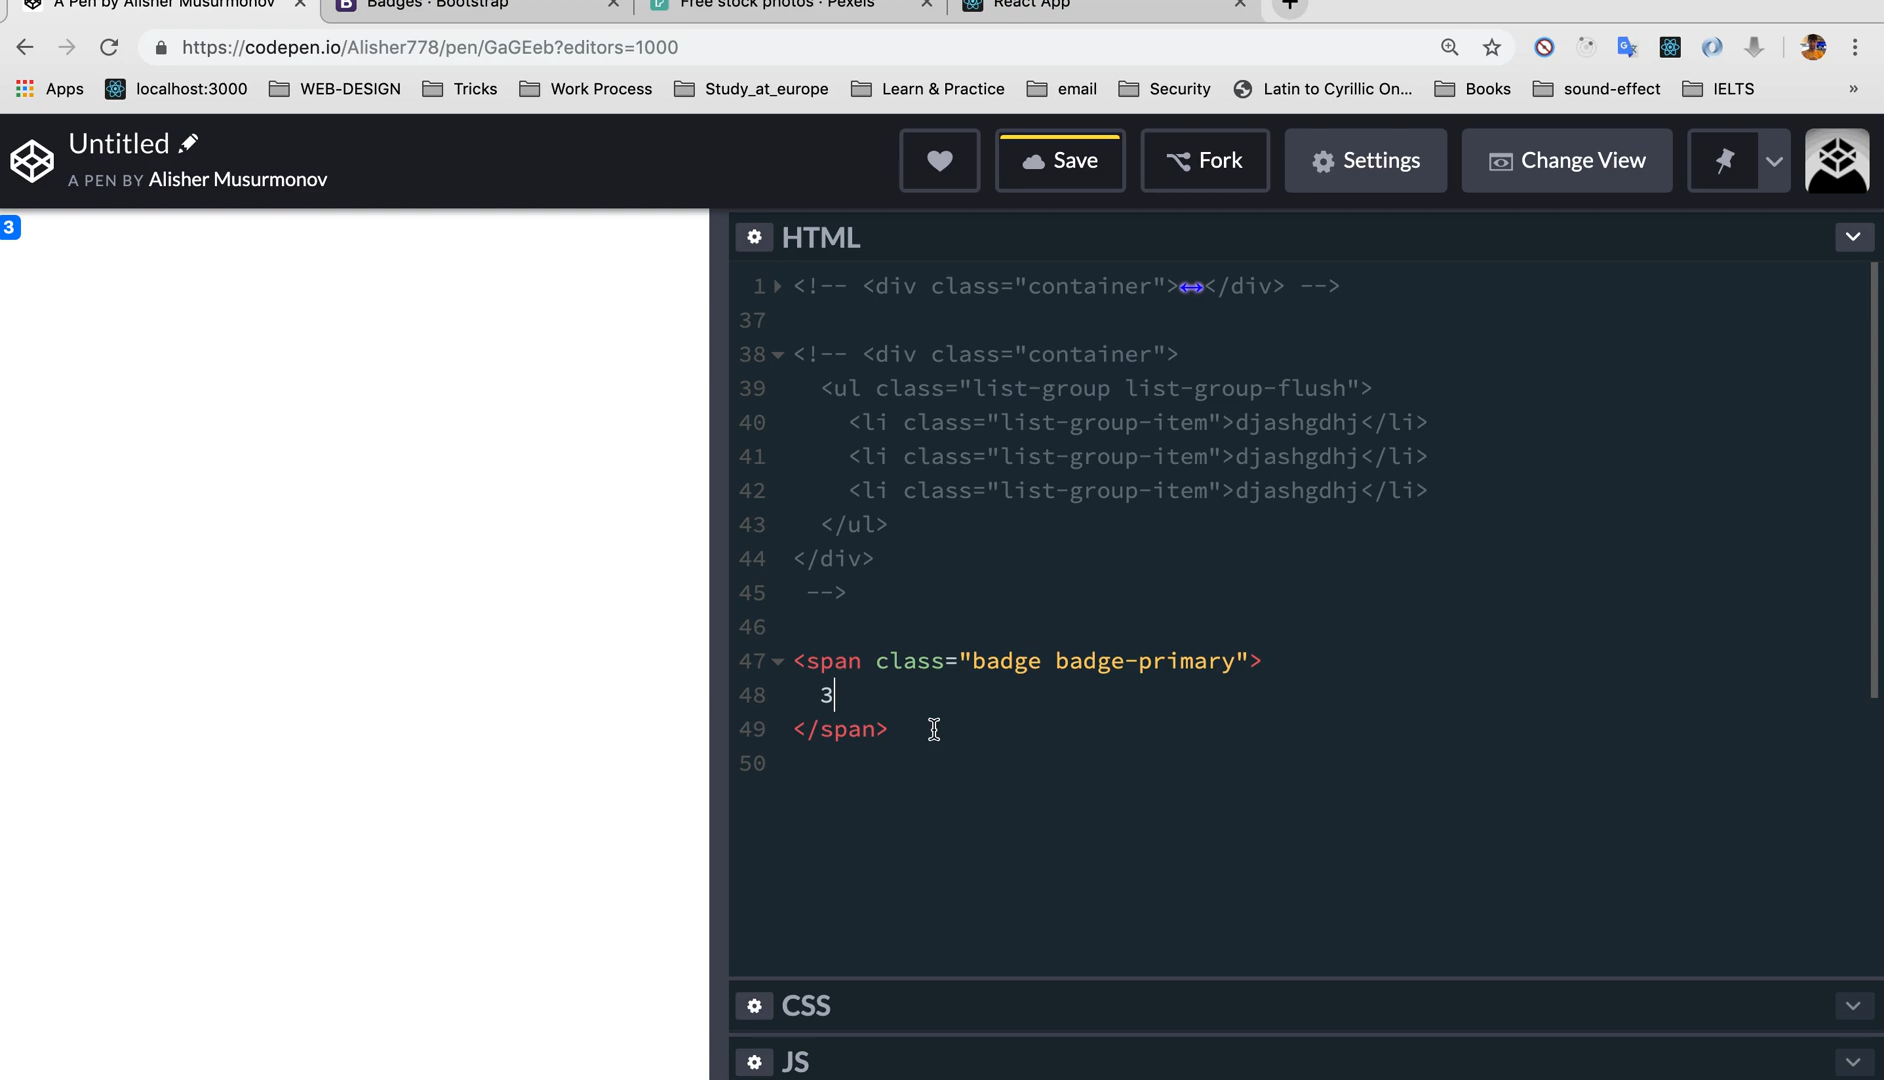 A Pen by Alisher Musurmonov
Badges · Bootstrap
Free stock photos · Pexels
React App
https://codepen.io/Alisher778/pen/GaGEeb?editors=1000
Apps localhost:3000 WEB-DESIGN Tricks Work Process Study_at_europe Learn & Practice email Security Latin to Cyrillic On... Books sound-effect IELTS »
Untitled
A PEN BY Alisher Musurmonov
Save Fork Settings Change View
3
HTML
1 <!-- <div class="container"></div> -->
37
38 <!-- <div class="container">
39 <ul class="list-group list-group-flush">
40 <li class="list-group-item">djashgdhj</li>
41 <li class="list-group-item">djashgdhj</li>
42 <li class="list-group-item">djashgdhj</li>
43 </ul>
44 </div>
45 -->
46
47 <span class="badge badge-primary">
48 3
49 </span>
50
CSS
JS